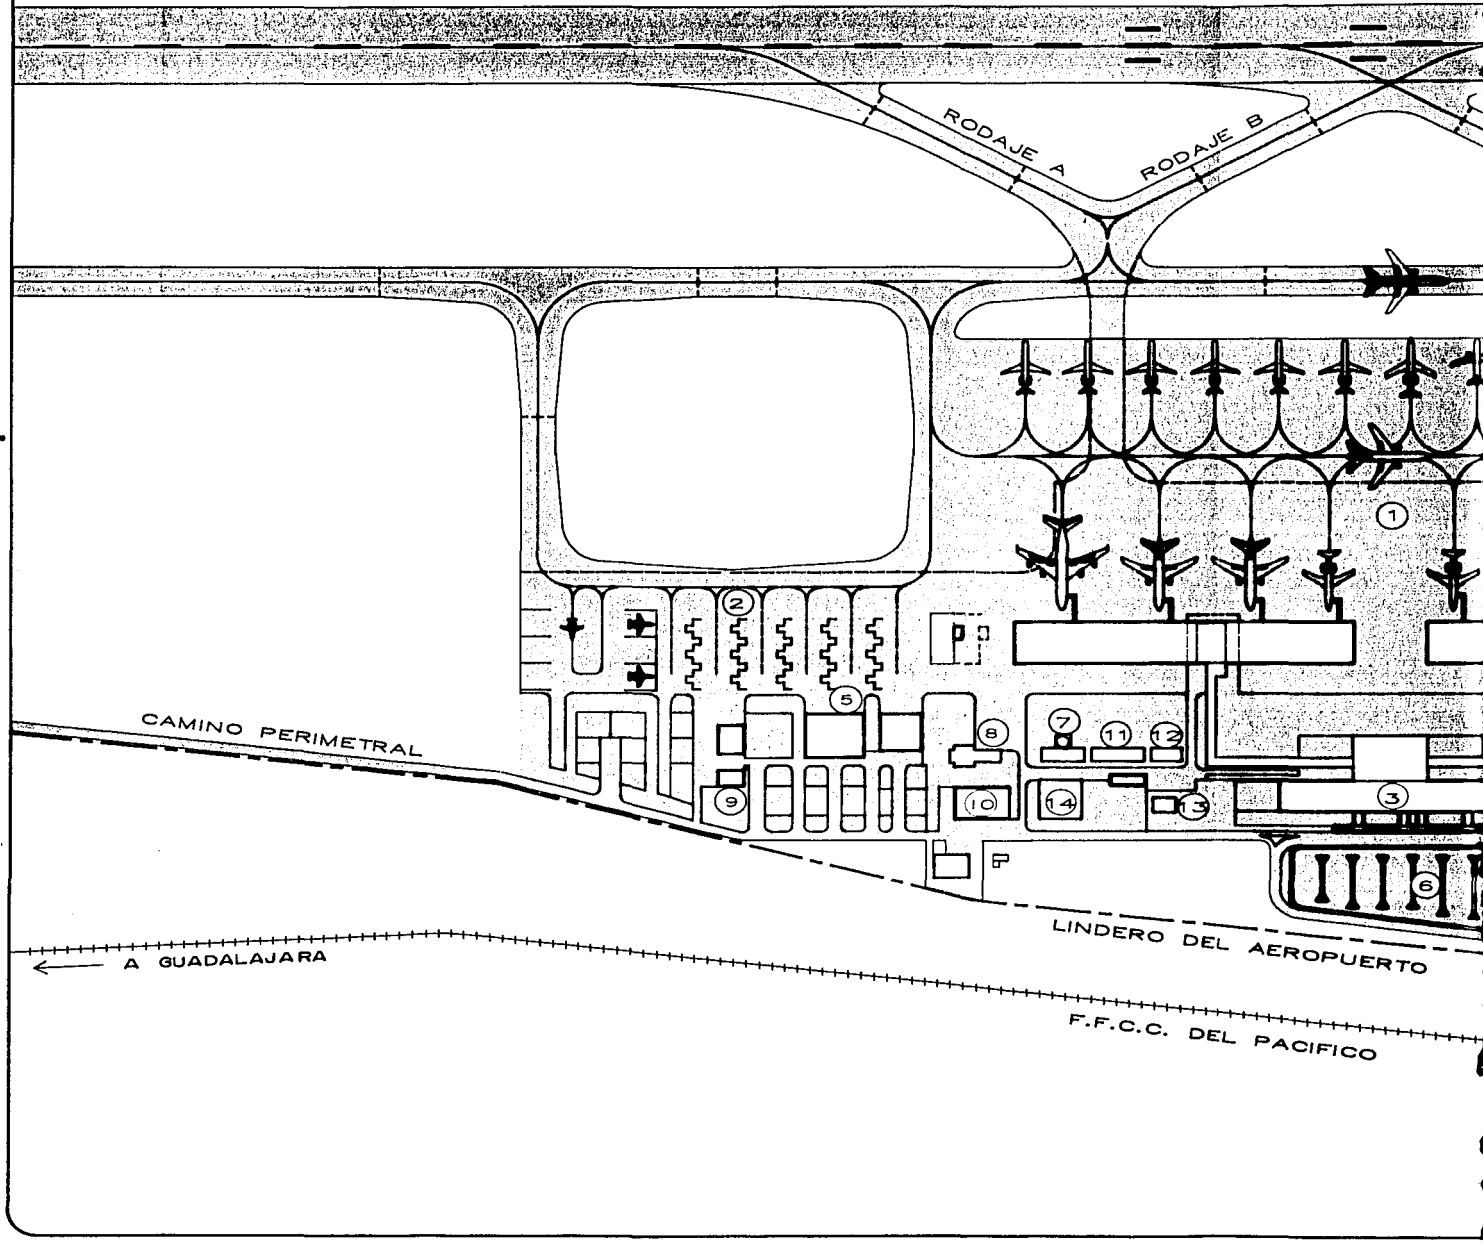 RODAJE A
RODAJE B
1
2
5
7
11
12
8
CAMINO PERIMETRAL
9
10
14
13
3
6
LINDERO DEL AEROPUERTO
A GUADALAJARA
F.F.C.C. DEL PACIFICO